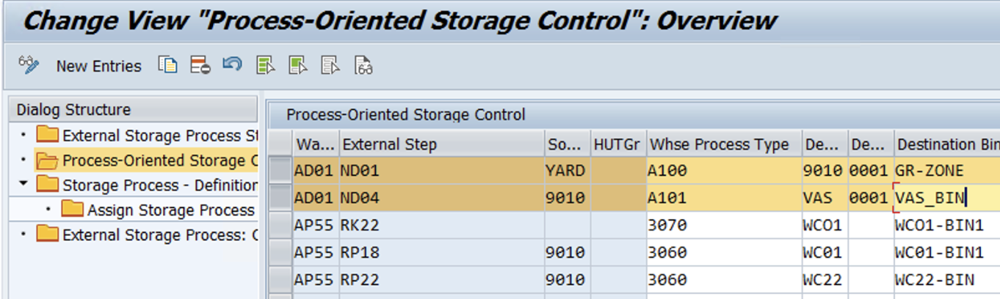 Change View "Process-Oriented Storage Control": Overview
New Entries
Dialog Structure
External Storage Process St
Process-Oriented Storage C
Storage Process - Definition
Assign Storage Process
External Storage Process: C
Process-Oriented Storage Control
Wa... External Step So... HUTGr Whse Process Type De... De... Destination Bin
AD01 ND01 YARD A100 9010 0001 GR-ZONE
AD01 ND04 9010 A101 VAS 0001 VAS_BIN
AP55 RK22 3070 WCO1 WCO1-BIN1
AP55 RP18 9010 3060 WC01 WC01-BIN1
AP55 RP22 9010 3060 WC22 WC22-BIN